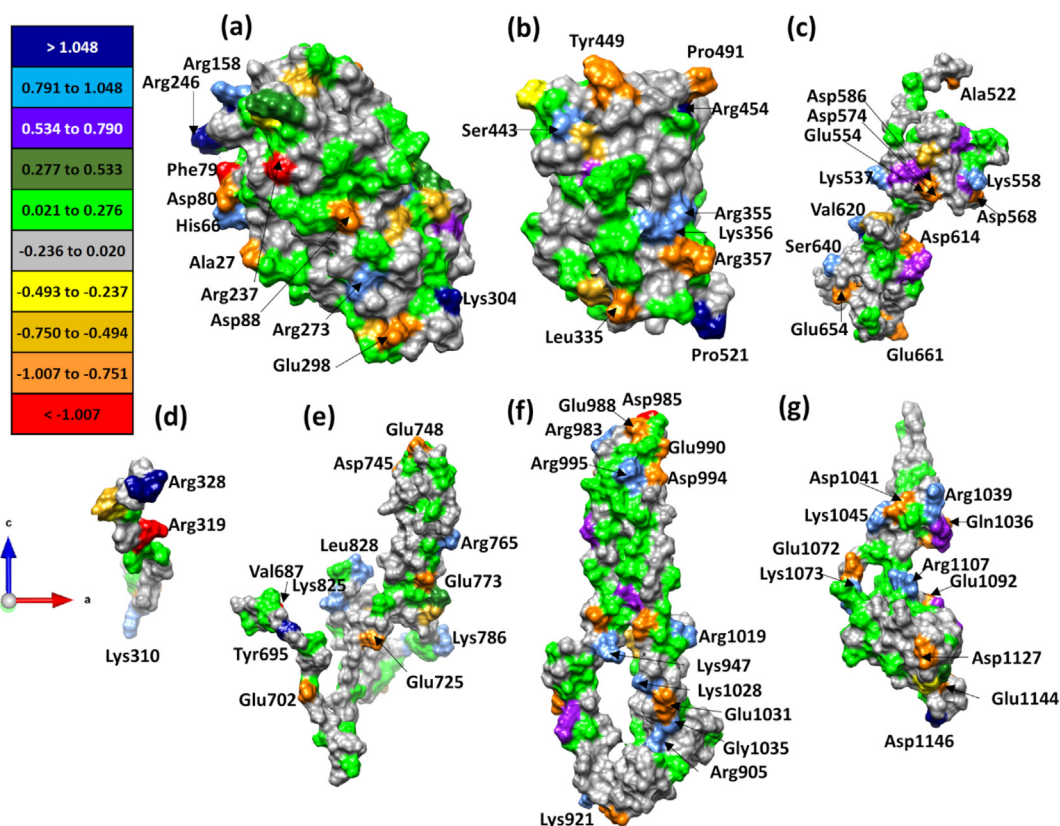 > 1.048
0.791 to 1.048
0.534 to 0.790
0.277 to 0.533
0.021 to 0.276
-0.236 to 0.020
-0.493 to -0.237
-0.750 to -0.494
-1.007 to -0.751
< -1.007
(a)
Arg158
Arg246
Phe79
Asp80
His66
Ala27
Arg237
Asp88
Arg273
Glu298
Lys304
(b)
Tyr449
Pro491
Ser443
Arg454
Arg355
Lys356
Arg357
Leu335
Pro521
(c)
Ala522
Asp586
Asp574
Glu554
Lys537
Lys558
Asp568
Val620
Asp614
Ser640
Glu654
Glu661
(d)
Arg328
Arg319
Lys310
c
a
(e)
Glu748
Asp745
Arg765
Leu828
Val687
Lys825
Glu773
Tyr695
Lys786
Glu702
Glu725
(f)
Asp985
Glu988
Arg983
Glu990
Arg995
Asp994
Arg1019
Lys947
Lys1028
Glu1031
Gly1035
Arg905
Lys921
(g)
Asp1041
Arg1039
Lys1045
Gln1036
Glu1072
Arg1107
Lys1073
Glu1092
Asp1127
Glu1144
Asp1146